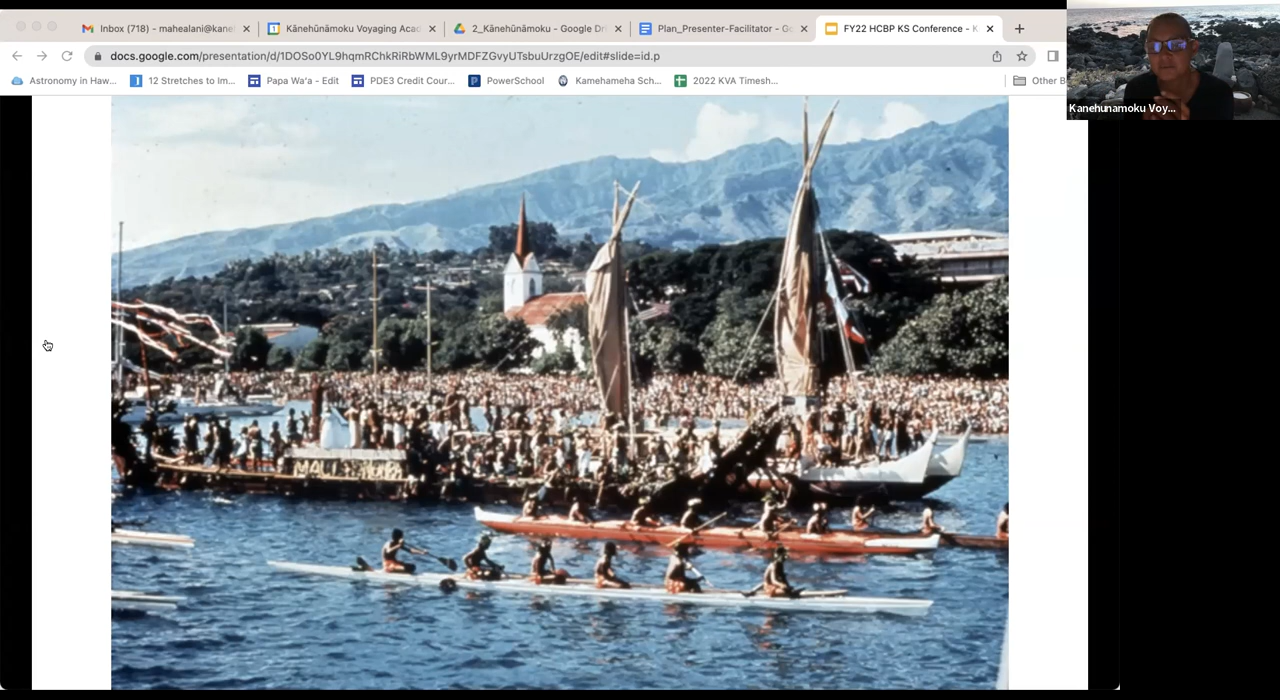 Inbox (718) - mahealani@kane
Kānehūnāmoku Voyaging Acad
2_Kānehūnāmoku - Google Dri
Plan_Presenter-Facilitator - Go
FY22 HCBP KS Conference - K
docs.google.com/presentation/d/1DOSo0YL9hqmRChkRiRbWML9yrMDFZGvyUTsbuUrzgOE/edit#slide=id.p
Astronomy in Haw...
12 Stretches to Im...
Papa Wa'a - Edit
PDE3 Credit Cour...
PowerSchool
Kamehameha Sch...
2022 KVA Timesh...
Other B
Kanehunamoku Voy...